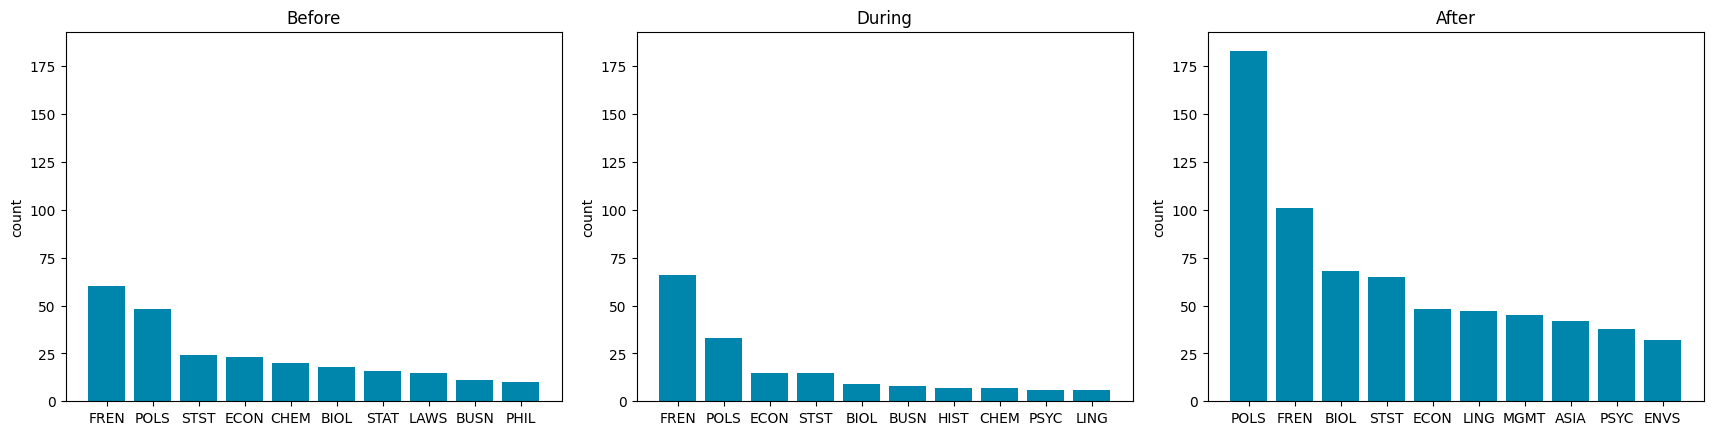 Before
count
175
150
125
100
75
50
25
0
FREN POLS STST ECON CHEM BIOL STAT LAWS BUSN PHIL
During
count
175
150
125
100
75
50
25
0
FREN POLS ECON STST BIOL BUSN HIST CHEM PSYC LING
After
count
175
150
125
100
75
50
25
0
POLS FREN BIOL STST ECON LING MGMT ASIA PSYC ENVS